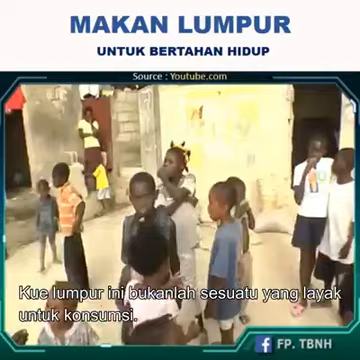 MAKAN LUMPUR
UNTUK BERTAHAN HIDUP
Source : Youtube.com
Kue lumpur ini bukanlah sesuatu yang layak
untuk konsumsi.
f FP. TBNH